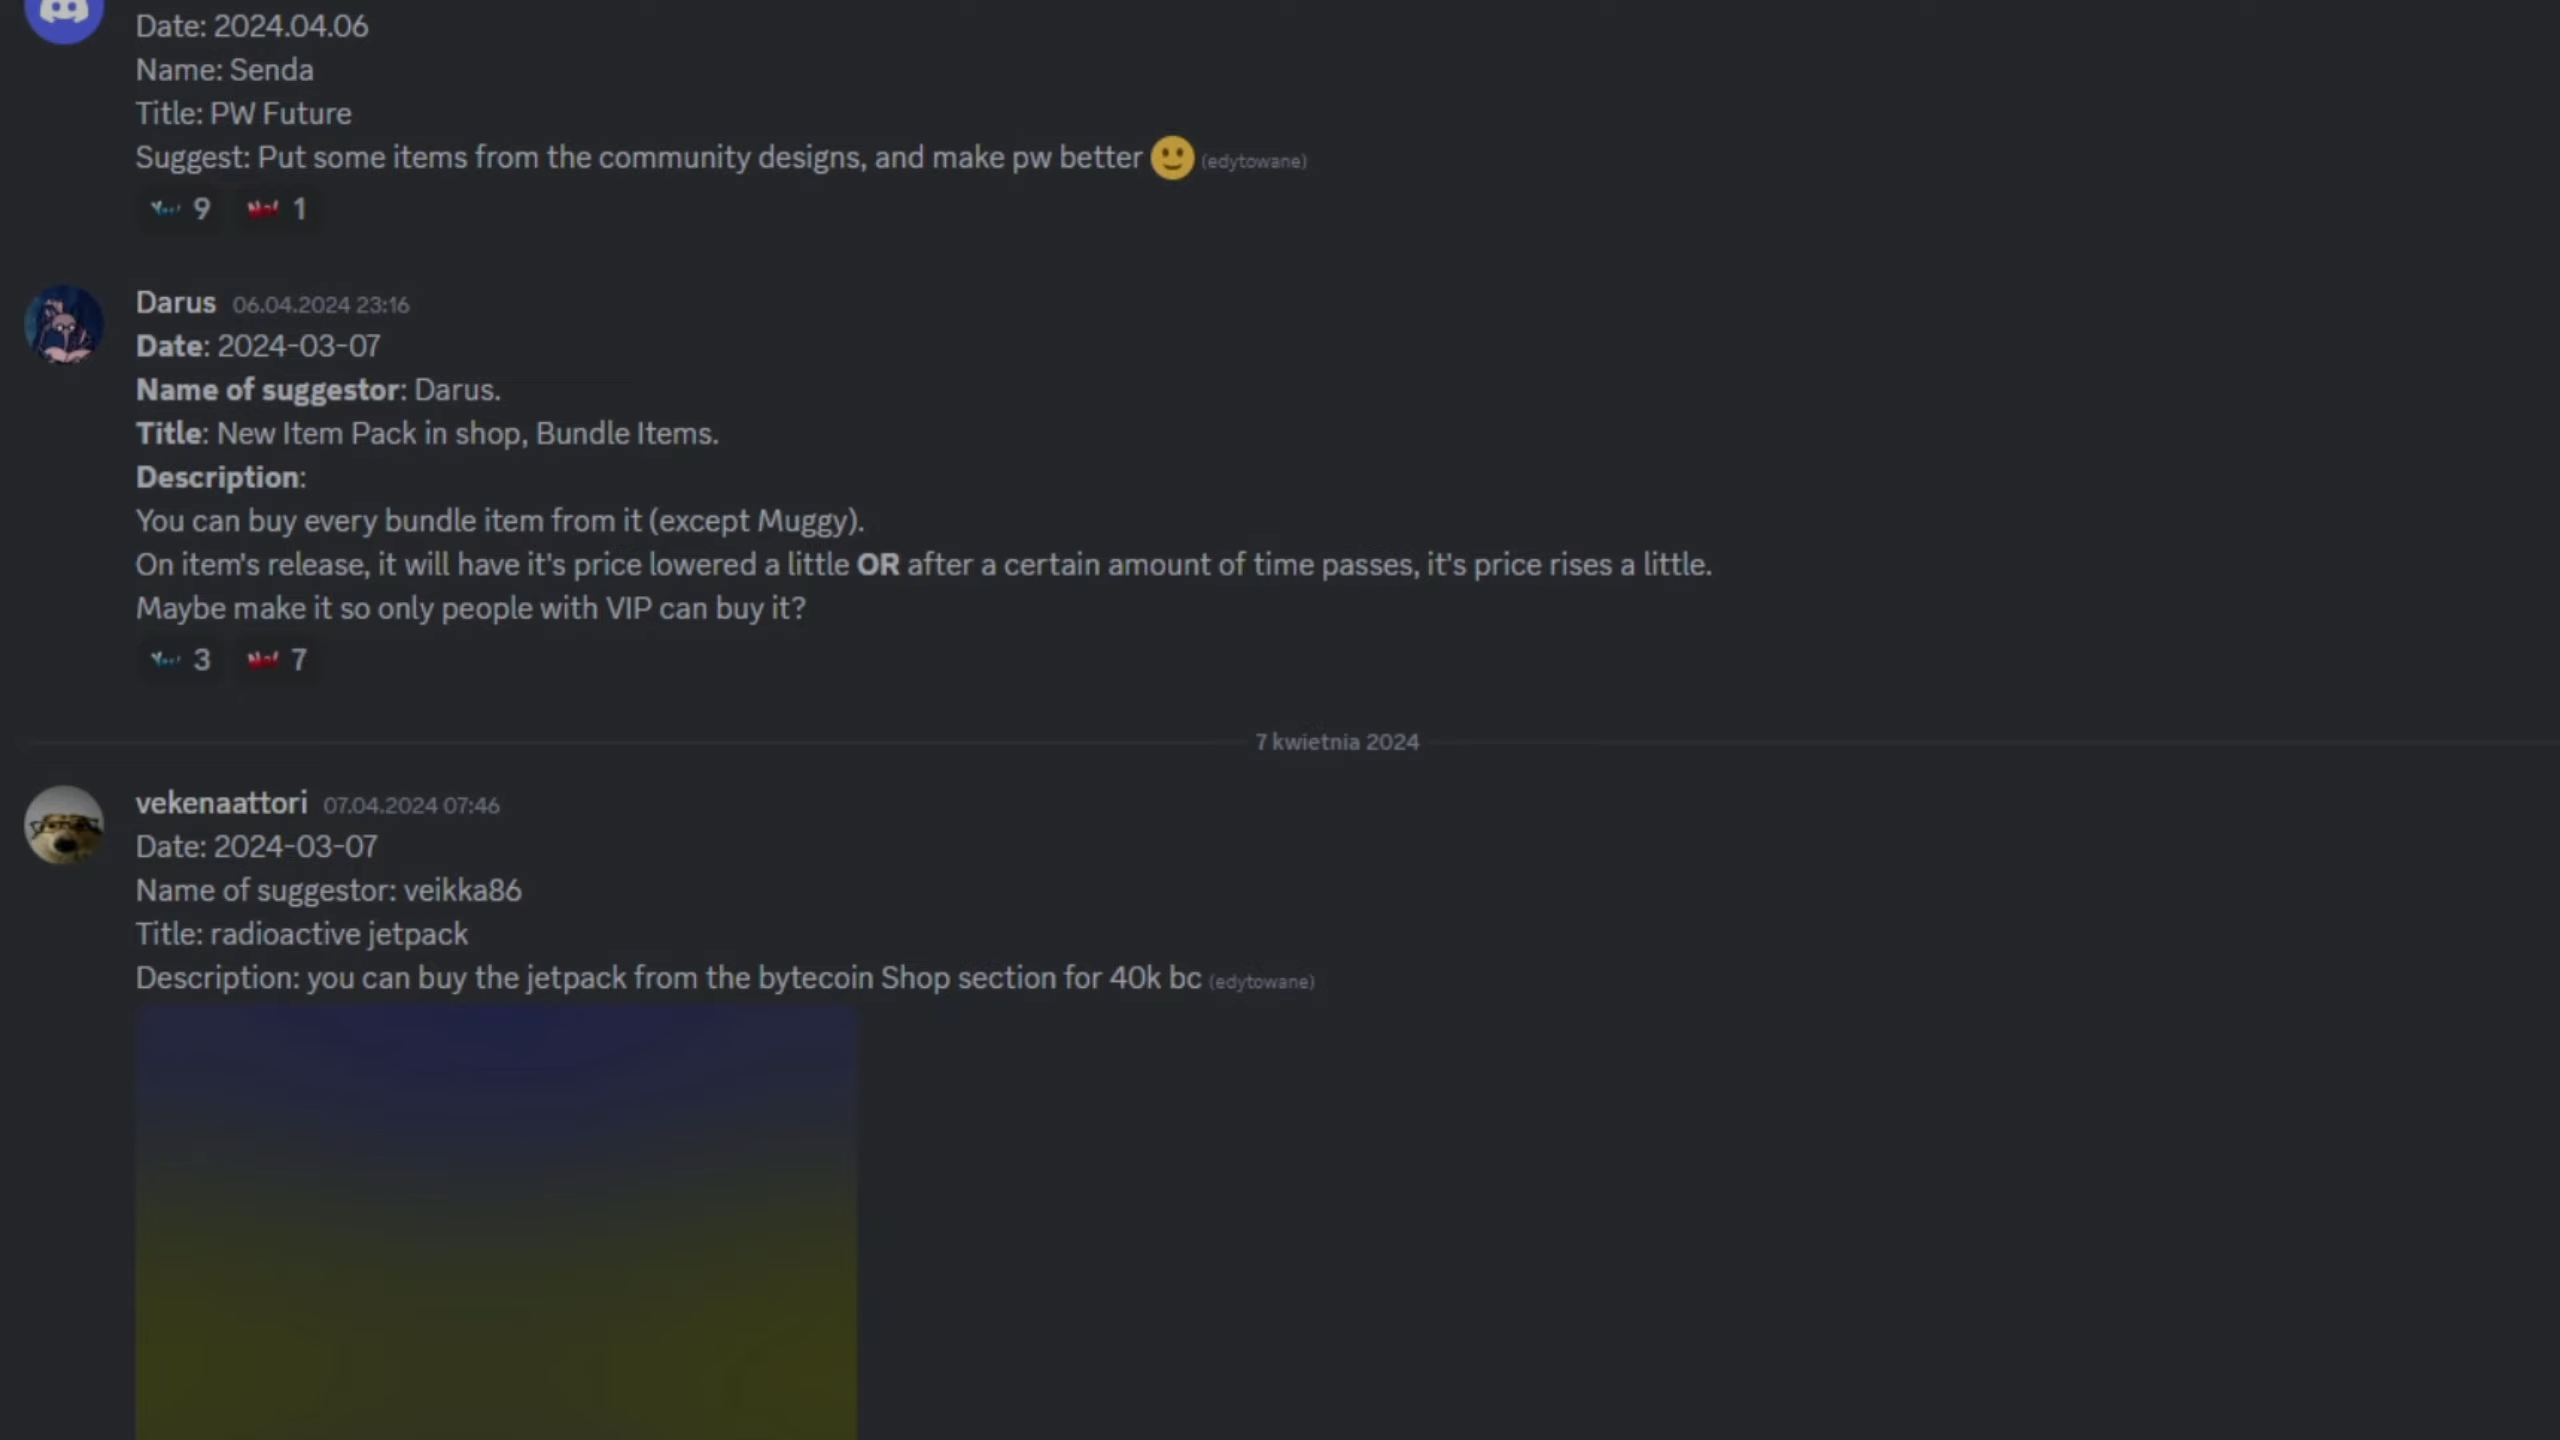 Date: 2024.04.06
Name: Senda
Title: PW Future
Suggest: Put some items from the community designs, and make pw better (edytowane)
9 1
Darus 06.04.2024 23:16
Date: 2024-03-07
Name of suggestor: Darus.
Title: New Item Pack in shop, Bundle Items.
Description:
You can buy every bundle item from it (except Muggy).
On item's release, it will have it's price lowered a little OR after a certain amount of time passes, it's price rises a little.
Maybe make it so only people with VIP can buy it?
3 7
7 kwietnia 2024
vekenaattori 07.04.2024 07:46
Date: 2024-03-07
Name of suggestor: veikka86
Title: radioactive jetpack
Description: you can buy the jetpack from the bytecoin Shop section for 40k bc (edytowane)